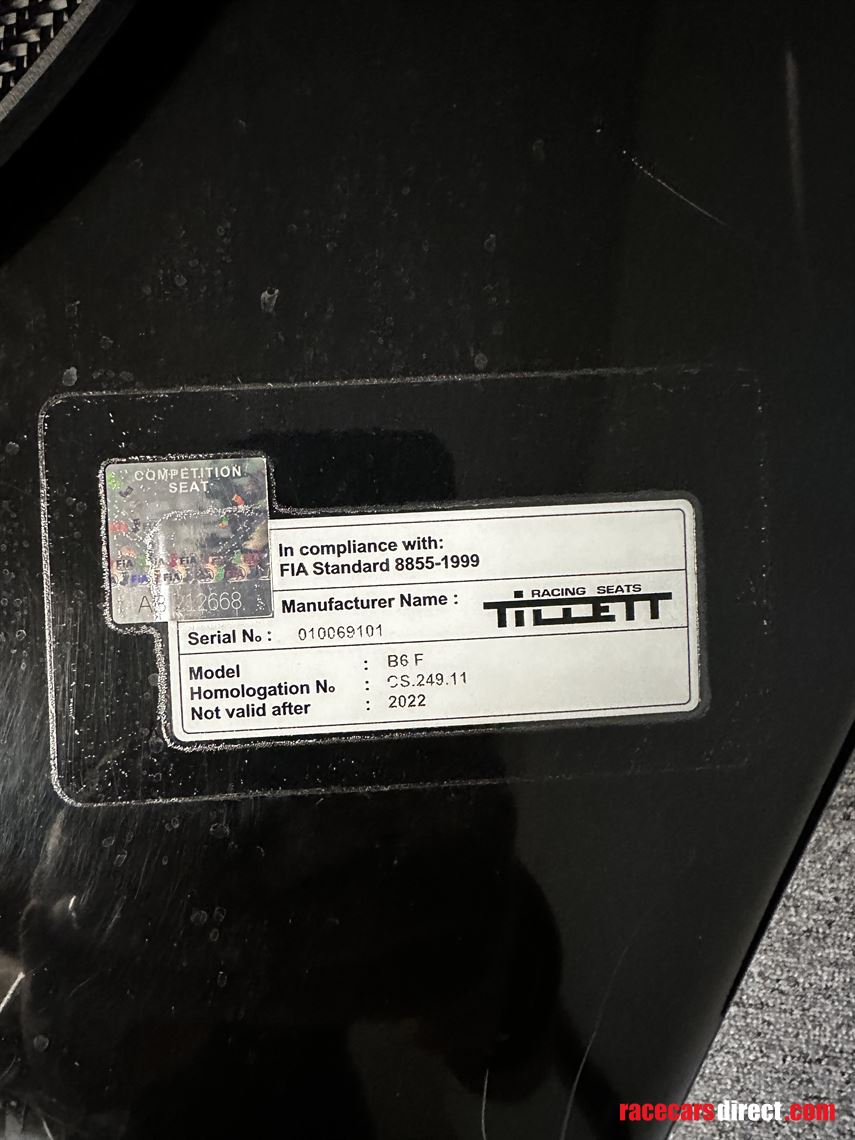 COMPETITION
SEAT
In compliance with:
FIA Standard 8855-1999
Manufacturer Name :
RACING SEATS
TILLETT
212668
Serial No : 010069101
Model : B6 F
Homologation No : CS.249.11
Not valid after : 2022
racecarsdirect.com